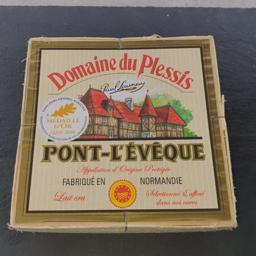 Domaine du Plessis
MÉDAILLE
D'OR
PONT-L'ÉVÊQUE
Appellation d'Origine Protégée
FABRIQUÉ EN NORMANDIE
Lait cru
Sélectionné & affiné
dans nos caves